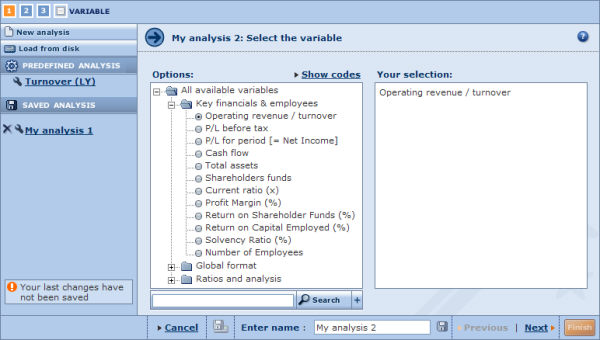 1 2 3 VARIABLE
New analysis
Load from disk
PREDEFINED ANALYSIS
Turnover (LY)
SAVED ANALYSIS
My analysis 1
Your last changes have
not been saved
My analysis 2: Select the variable
?
Options:
Show codes
All available variables
Key financials & employees
Operating revenue / turnover
P/L before tax
P/L for period [= Net Income]
Cash flow
Total assets
Shareholders funds
Current ratio (x)
Profit Margin (%)
Return on Shareholder Funds (%)
Return on Capital Employed (%)
Solvency Ratio (%)
Number of Employees
Global format
Ratios and analysis
Search +
Your selection:
Operating revenue / turnover
Cancel
Enter name : My analysis 2
Previous | Next
Finish